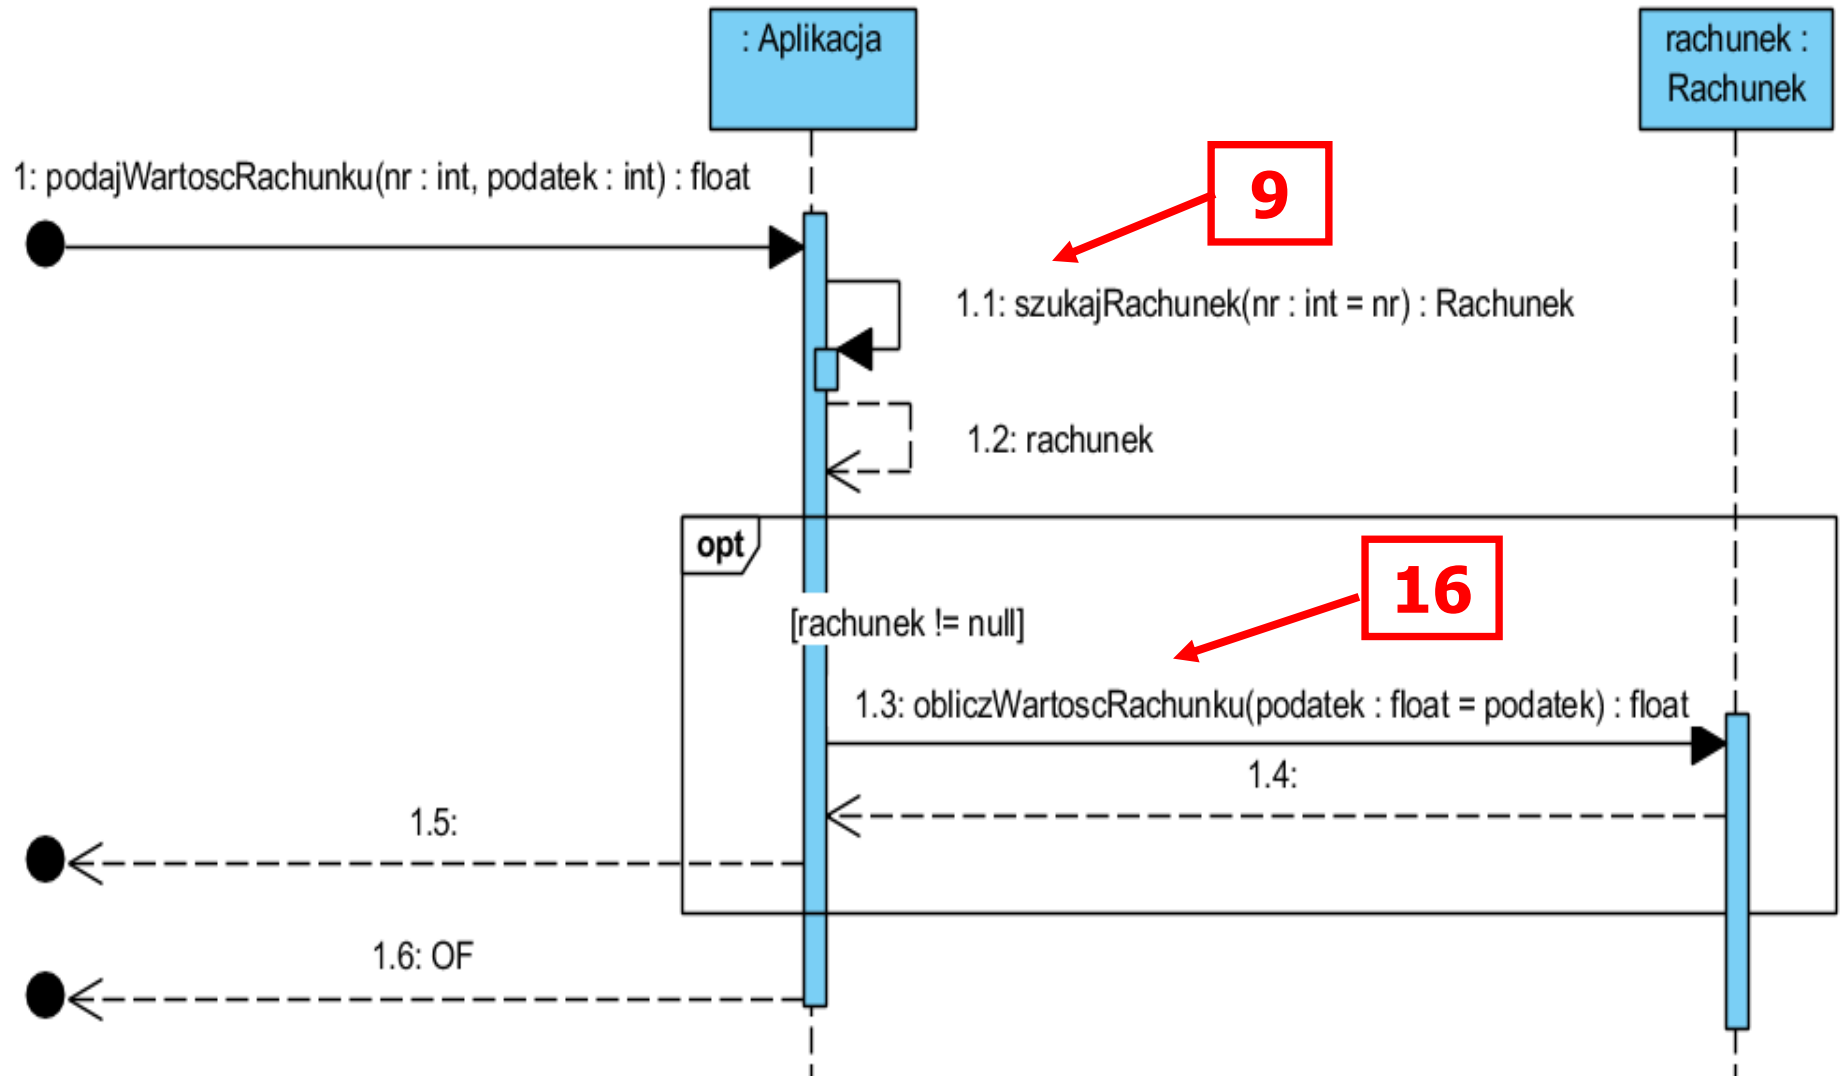 : Aplikacja
rachunek :
Rachunek
1: podajWartoscRachunku(nr : int, podatek : int) : float
9
1.1: szukajRachunek(nr : int = nr) : Rachunek
1.2: rachunek
opt
16
[rachunek != null]
1.3: obliczWartoscRachunku(podatek : float = podatek) : float
1.4:
1.5:
1.6: OF